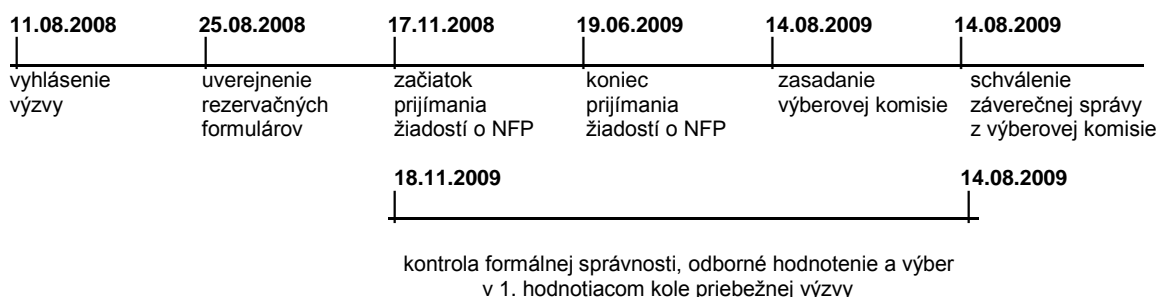 11.08.2008 25.08.2008 17.11.2008 19.06.2009 14.08.2009 14.08.2009
vyhlásenie uverejnenie začiatok koniec zasadanie schválenie
výzvy rezervačných prijímania prijímania výberovej komisie záverečnej správy
formulárov žiadostí o NFP žiadostí o NFP z výberovej komisie
18.11.2009 14.08.2009
kontrola formálnej správnosti, odborné hodnotenie a výber
v 1. hodnotiacom kole priebežnej výzvy